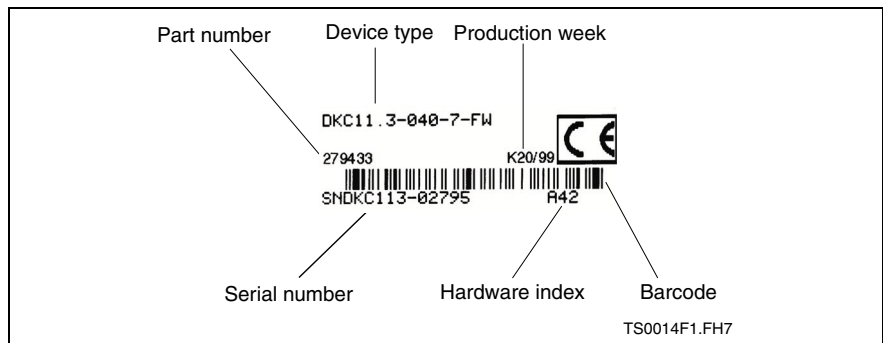 Part number Device type Production week
DKC11.3-040-7-FW
CE
279433 K20/99
SNDKC113-02795 A42
Serial number Hardware index Barcode
TS0014F1.FH7